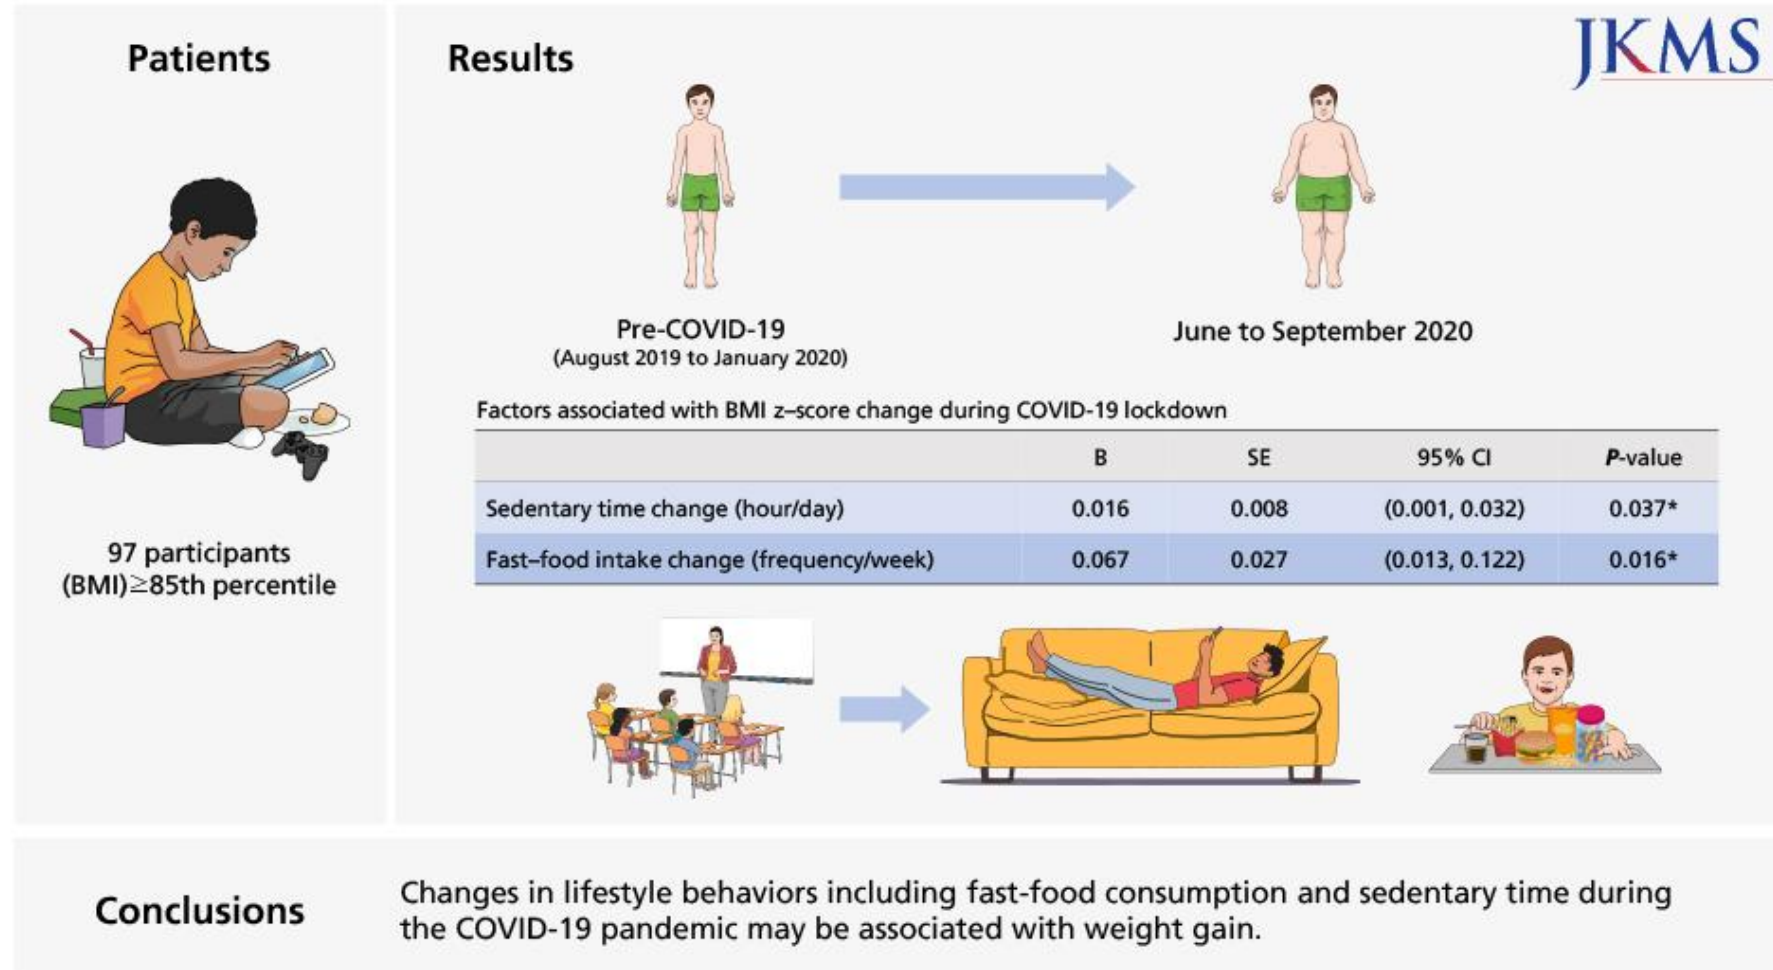 Patients
97 participants
(BMI)≧85th percentile
Results
JKMS
Pre-COVID-19
(August 2019 to January 2020)
June to September 2020
Factors associated with BMI z–score change during COVID-19 lockdown
B SE 95% CI P-value
Sedentary time change (hour/day) 0.016 0.008 (0.001, 0.032) 0.037*
Fast–food intake change (frequency/week) 0.067 0.027 (0.013, 0.122) 0.016*
Conclusions
Changes in lifestyle behaviors including fast-food consumption and sedentary time during
the COVID-19 pandemic may be associated with weight gain.